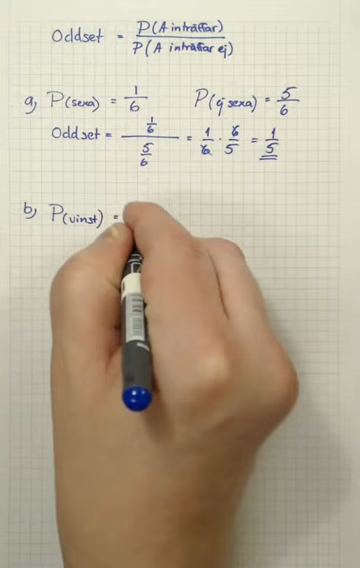 Oddset = P(A inträffar) / P(A inträffar ej)
a) P(sexa) = 1/6 P(ej sexa) = 5/6
Oddset = 1/6 / 5/6 = 1/6 · 6/5 = 1/5
b) P(vinst) =